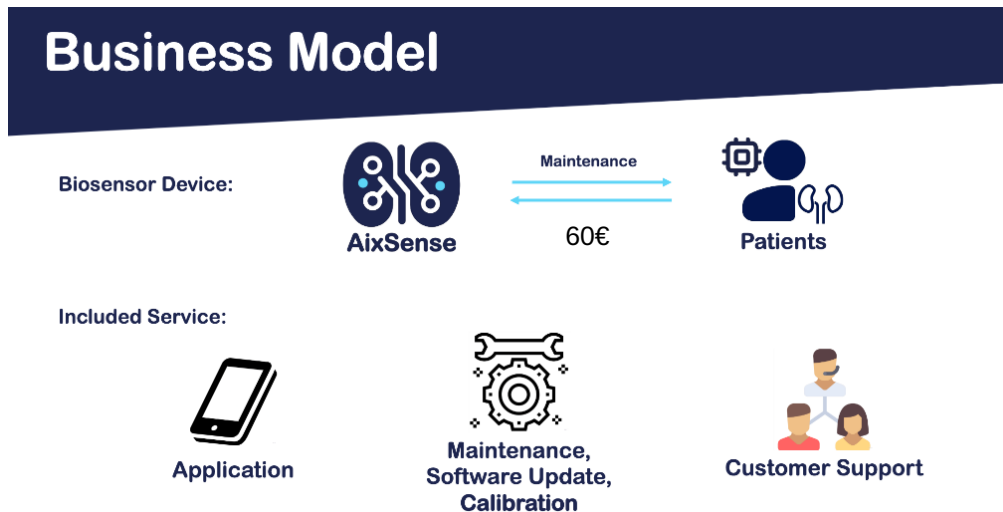 Business Model
Biosensor Device:
Maintenance
AixSense
60€
Patients
Included Service:
Application
Maintenance,
Software Update,
Calibration
Customer Support